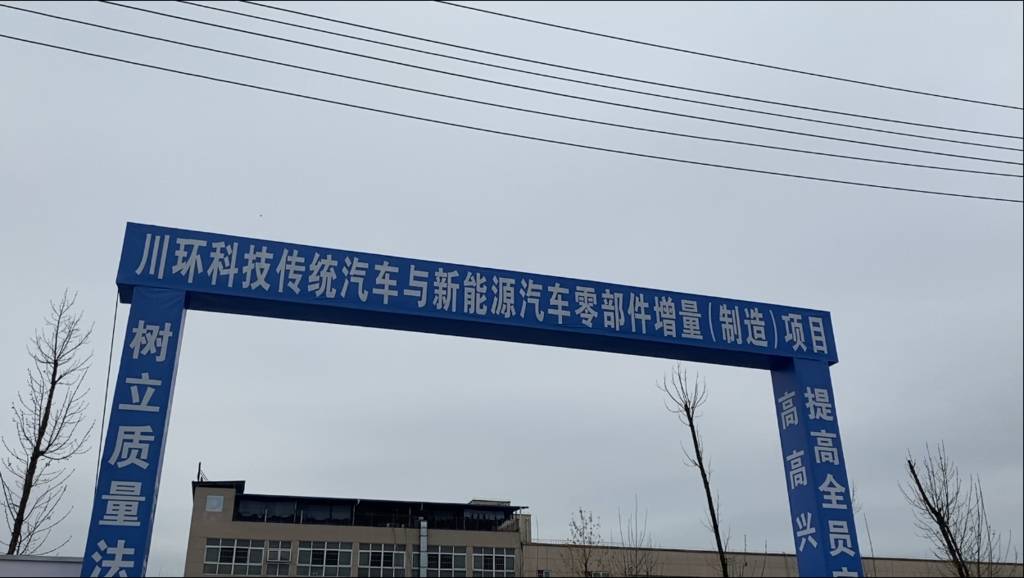 川环科技传统汽车与新能源汽车零部件增量(制造)项目
树立质量法
高高兴
提高全员